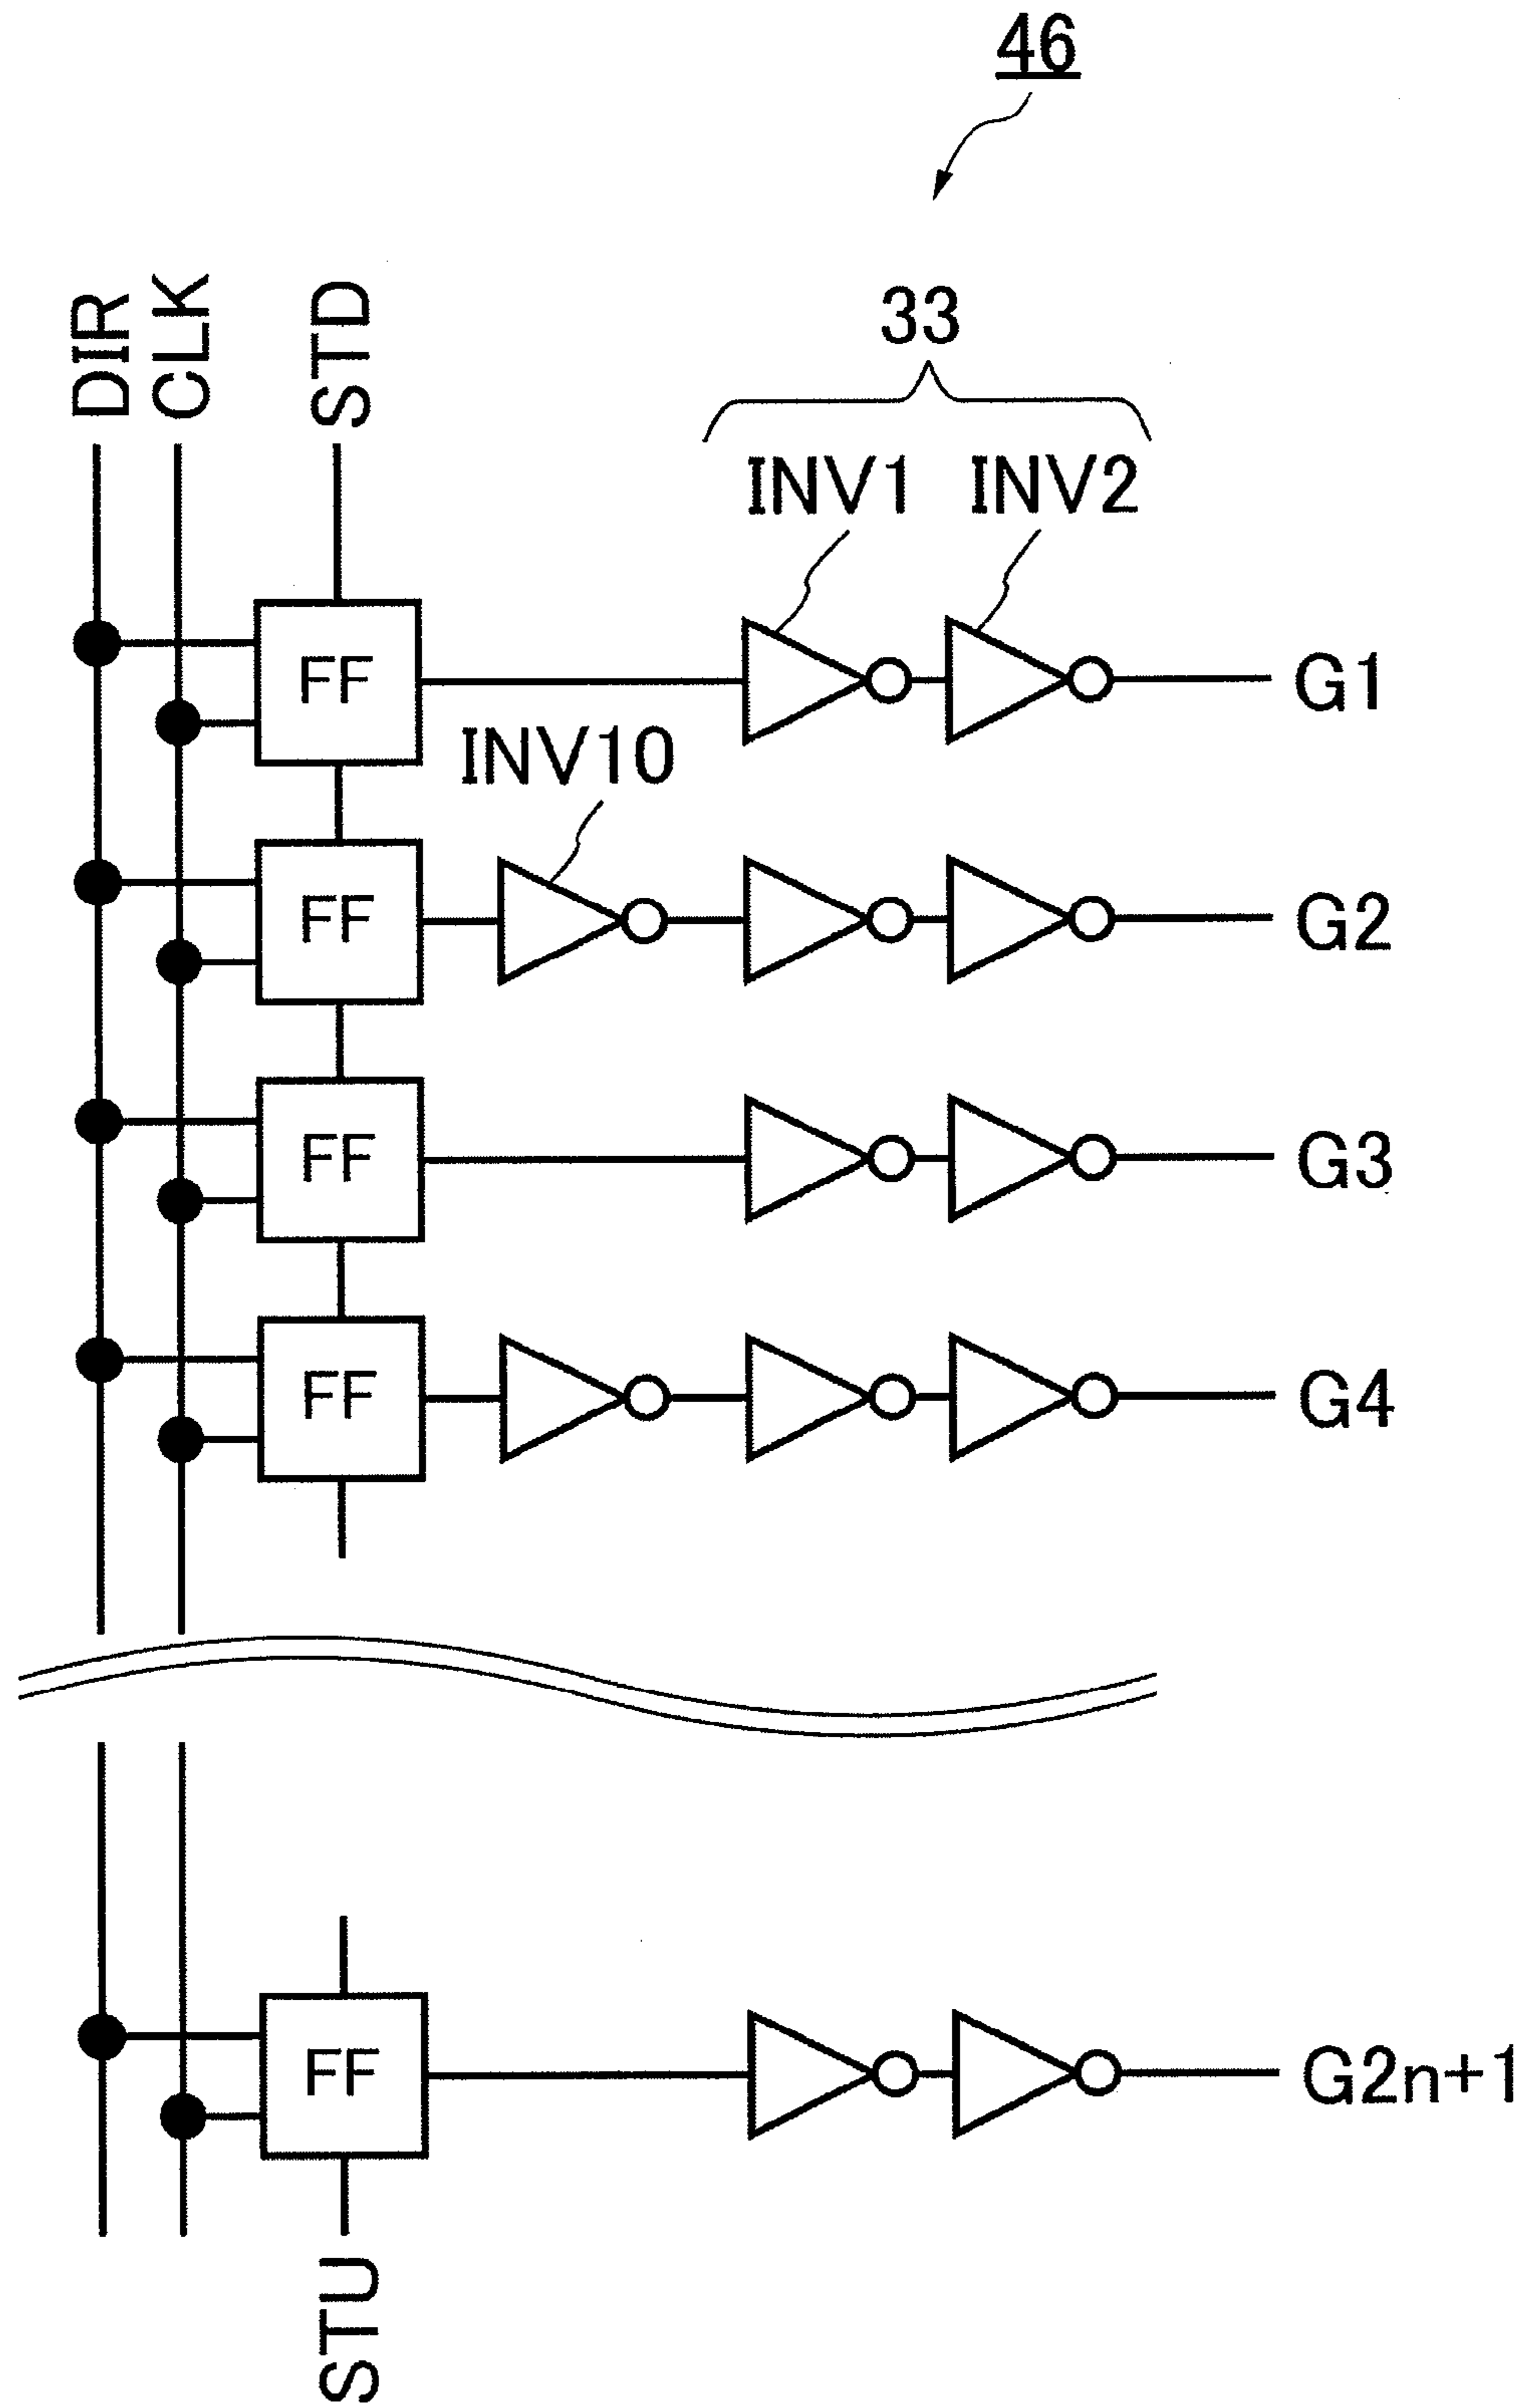 46
DIR
CLK
STD
33
INV1
INV2
FF
G1
INV10
FF
G2
FF
G3
FF
G4
FF
G2n+1
STU